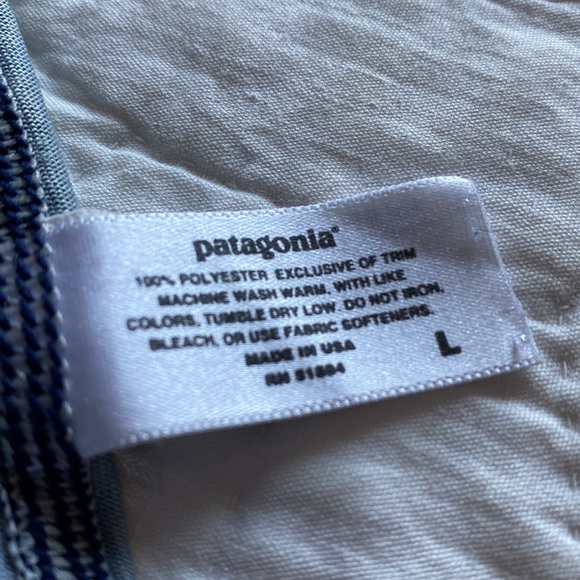 patagonia®
100% POLYESTER EXCLUSIVE OF TRIM
MACHINE WASH WARM, WITH LIKE
COLORS, TUMBLE DRY LOW. DO NOT IRON,
BLEACH, OR USE FABRIC SOFTENERS.
MADE IN USA
RN 51884
L